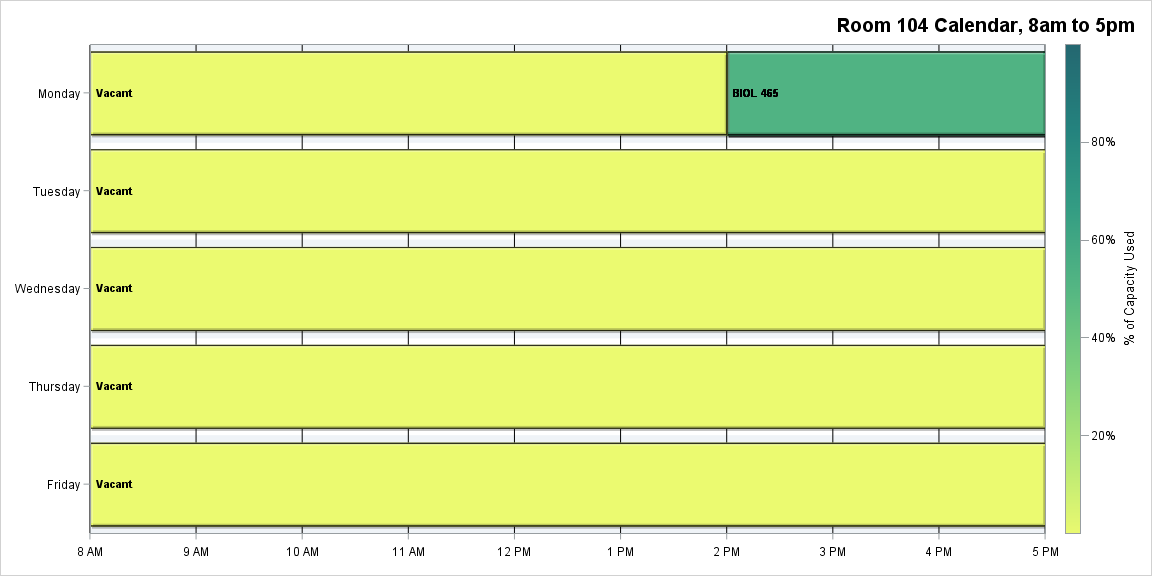 Room 104 Calendar, 8am to 5pm
Monday
Vacant
BIOL 465
80%
Tuesday
Vacant
60%
% of Capacity Used
Wednesday
Vacant
40%
Thursday
Vacant
20%
Friday
Vacant
8 AM 9 AM 10 AM 11 AM 12 PM 1 PM 2 PM 3 PM 4 PM 5 PM